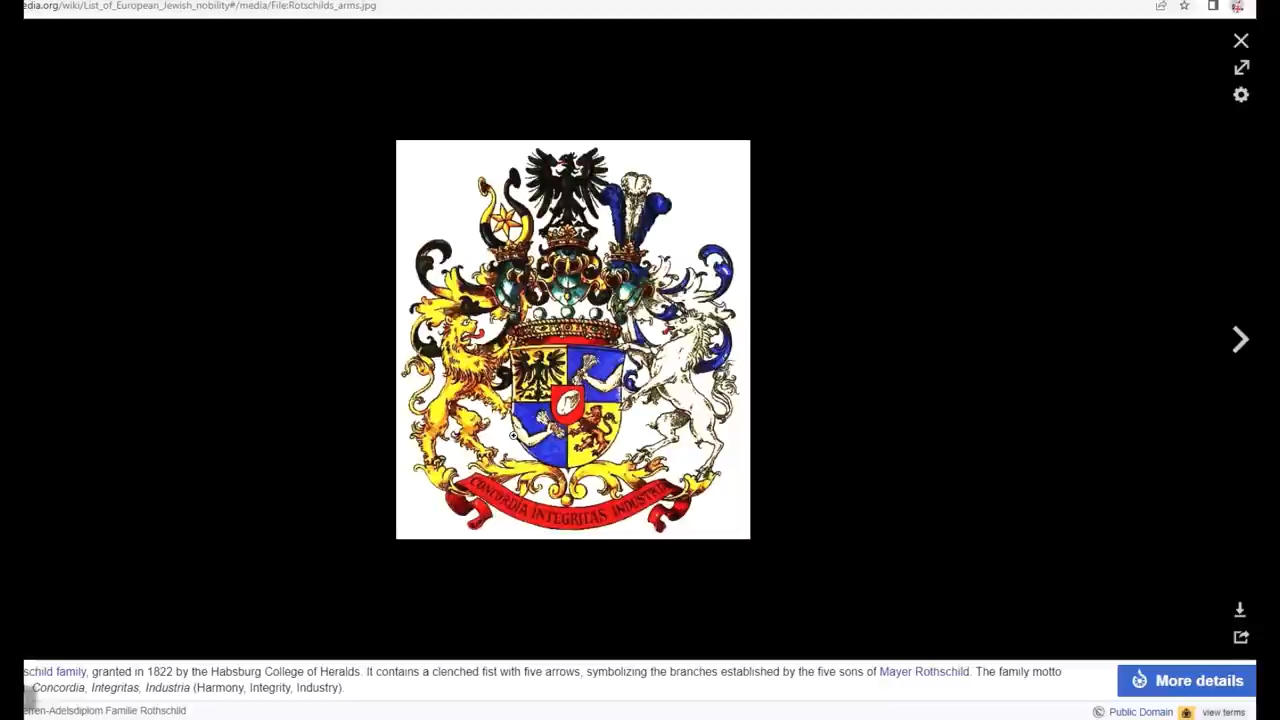 edia.org/wiki/List_of_European_Jewish_nobility#/media/File:Rotschilds_arms.jpg
CONCORDIA INTEGRITAS INDUSTRIA
schild family, granted in 1822 by the Habsburg College of Heralds. It contains a clenched fist with five arrows, symbolizing the branches established by the five sons of Mayer Rothschild. The family motto
, Concordia, Integritas, Industria (Harmony, Integrity, Industry).
More details
erren-Adelsdiplom Familie Rothschild
Public Domain
view terms